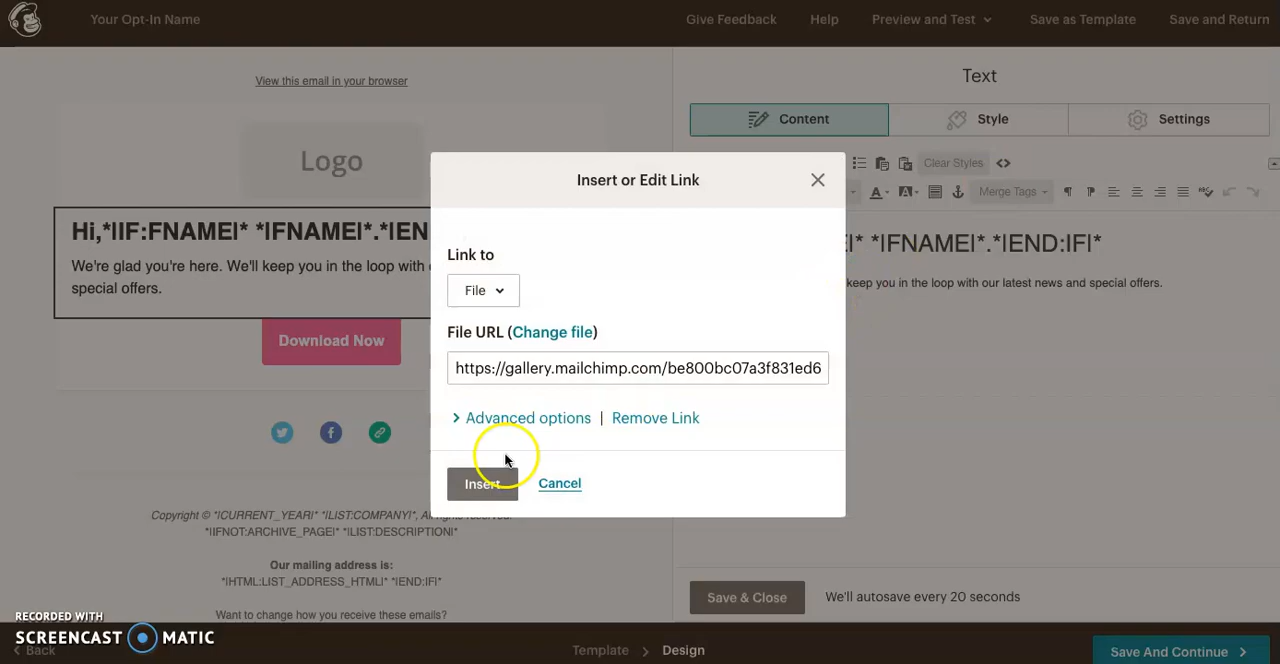 Your Opt-In Name
Give Feedback Help Preview and Test Save as Template Save and Return
View this email in your browser
Logo
Hi,*|IF:FNAME|* *|FNAME|*.*|EN
We're glad you're here. We'll keep you in the loop with
special offers.
Download Now
Copyright © *|CURRENT_YEAR|* *|LIST:COMPANY|*, All rights reserved.
*|IFNOT:ARCHIVE_PAGE|* *|LIST:DESCRIPTION|*
Our mailing address is:
*|HTML:LIST_ADDRESS_HTML|* *|END:IF|*
Want to change how you receive these emails?
Insert or Edit Link
Link to
File
File URL (Change file)
https://gallery.mailchimp.com/be800bc07a3f831ed6
Advanced options | Remove Link
Insert Cancel
Text
Content Style Settings
Clear Styles
Merge Tags
|* *|FNAME|*.*|END:IF|*
keep you in the loop with our latest news and special offers.
Save & Close We'll autosave every 20 seconds
RECORDED WITH
SCREENCAST MATIC
Back Template Design Save And Continue